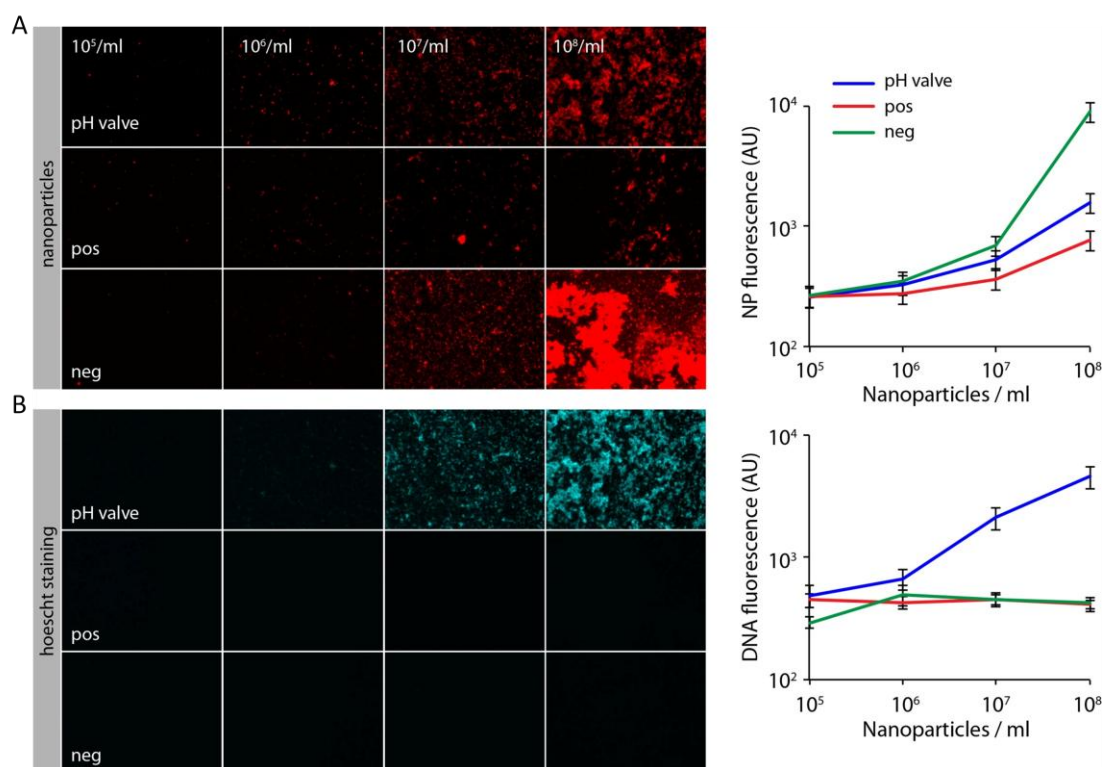 A
nanoparticles
10⁵/ml
10⁶/ml
10⁷/ml
10⁸/ml
pH valve
pos
neg
pH valve
pos
neg
NP fluorescence (AU)
10⁴
10³
10²
10⁵
10⁶
10⁷
10⁸
Nanoparticles / ml
B
hoescht staining
pH valve
pos
neg
DNA fluorescence (AU)
10⁴
10³
10²
10⁵
10⁶
10⁷
10⁸
Nanoparticles / ml